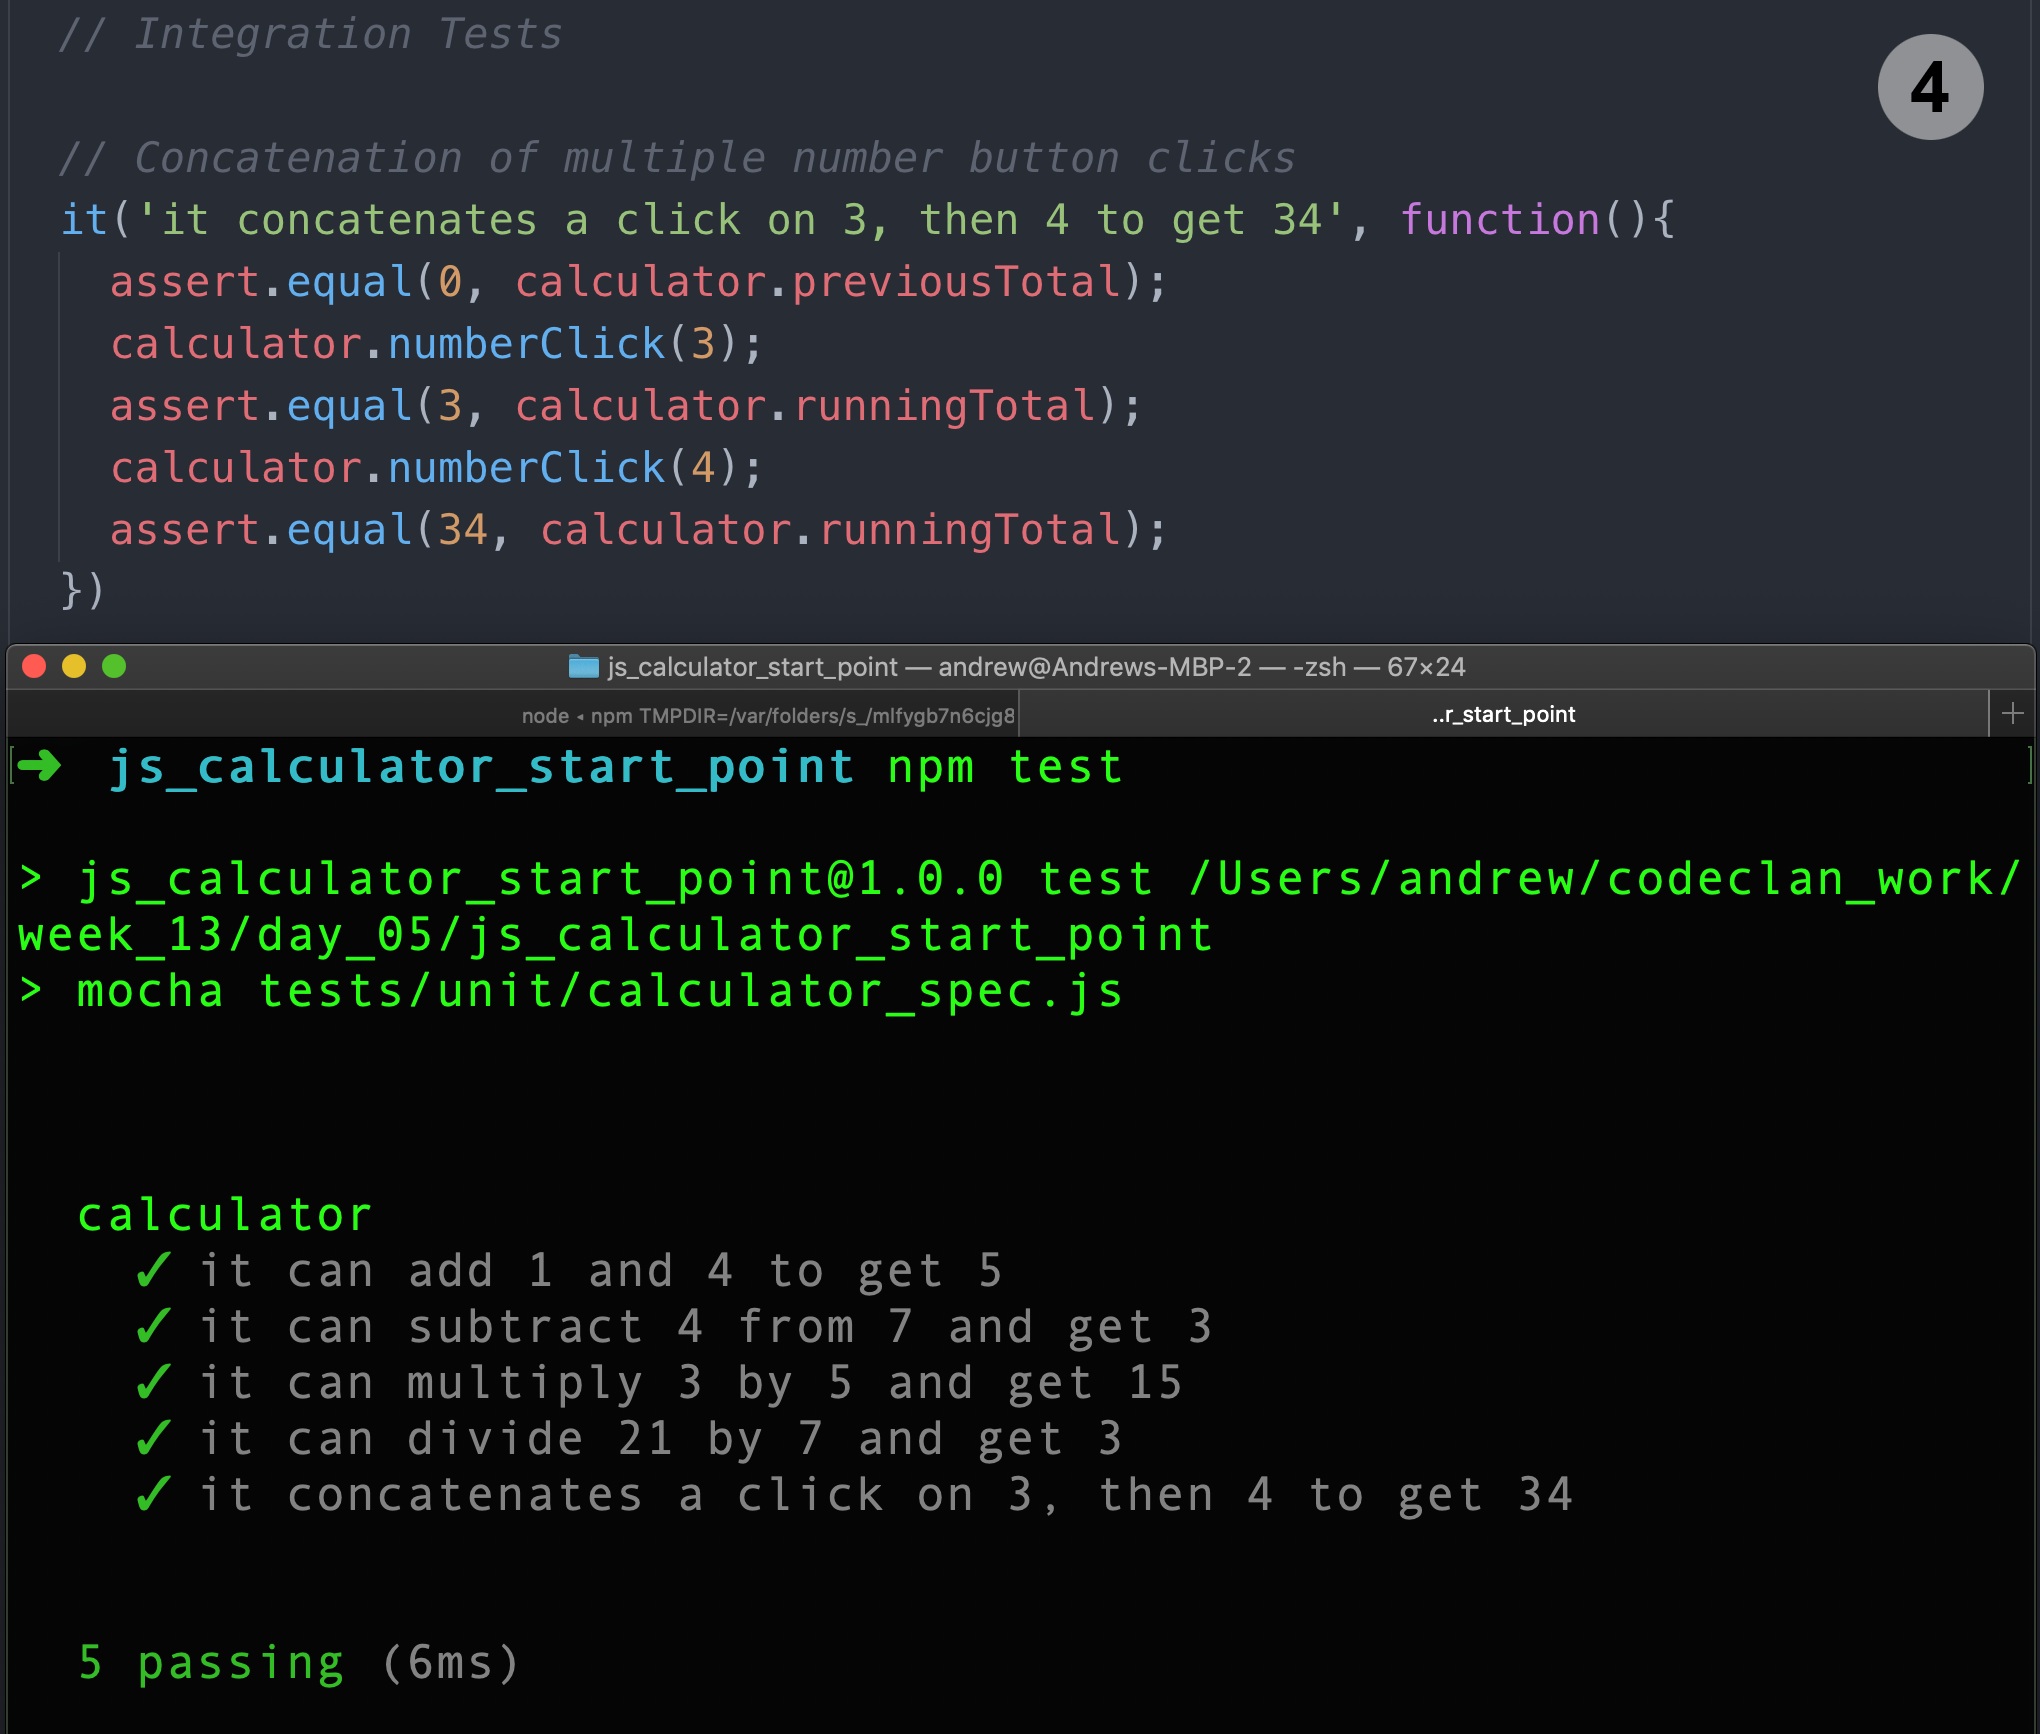 // Integration Tests
4
// Concatenation of multiple number button clicks
it('it concatenates a click on 3, then 4 to get 34', function(){
assert.equal(0, calculator.previousTotal);
calculator.numberClick(3);
assert.equal(3, calculator.runningTotal);
calculator.numberClick(4);
assert.equal(34, calculator.runningTotal);
})
js_calculator_start_point — andrew@Andrews-MBP-2 — -zsh — 67×24
node ◂ npm TMPDIR=/var/folders/s_/mlfygb7n6cjg8
..r_start_point
[➜ js_calculator_start_point npm test ]
> js_calculator_start_point@1.0.0 test /Users/andrew/codeclan_work/
week_13/day_05/js_calculator_start_point
> mocha tests/unit/calculator_spec.js
calculator
✓ it can add 1 and 4 to get 5
✓ it can subtract 4 from 7 and get 3
✓ it can multiply 3 by 5 and get 15
✓ it can divide 21 by 7 and get 3
✓ it concatenates a click on 3, then 4 to get 34
5 passing (6ms)